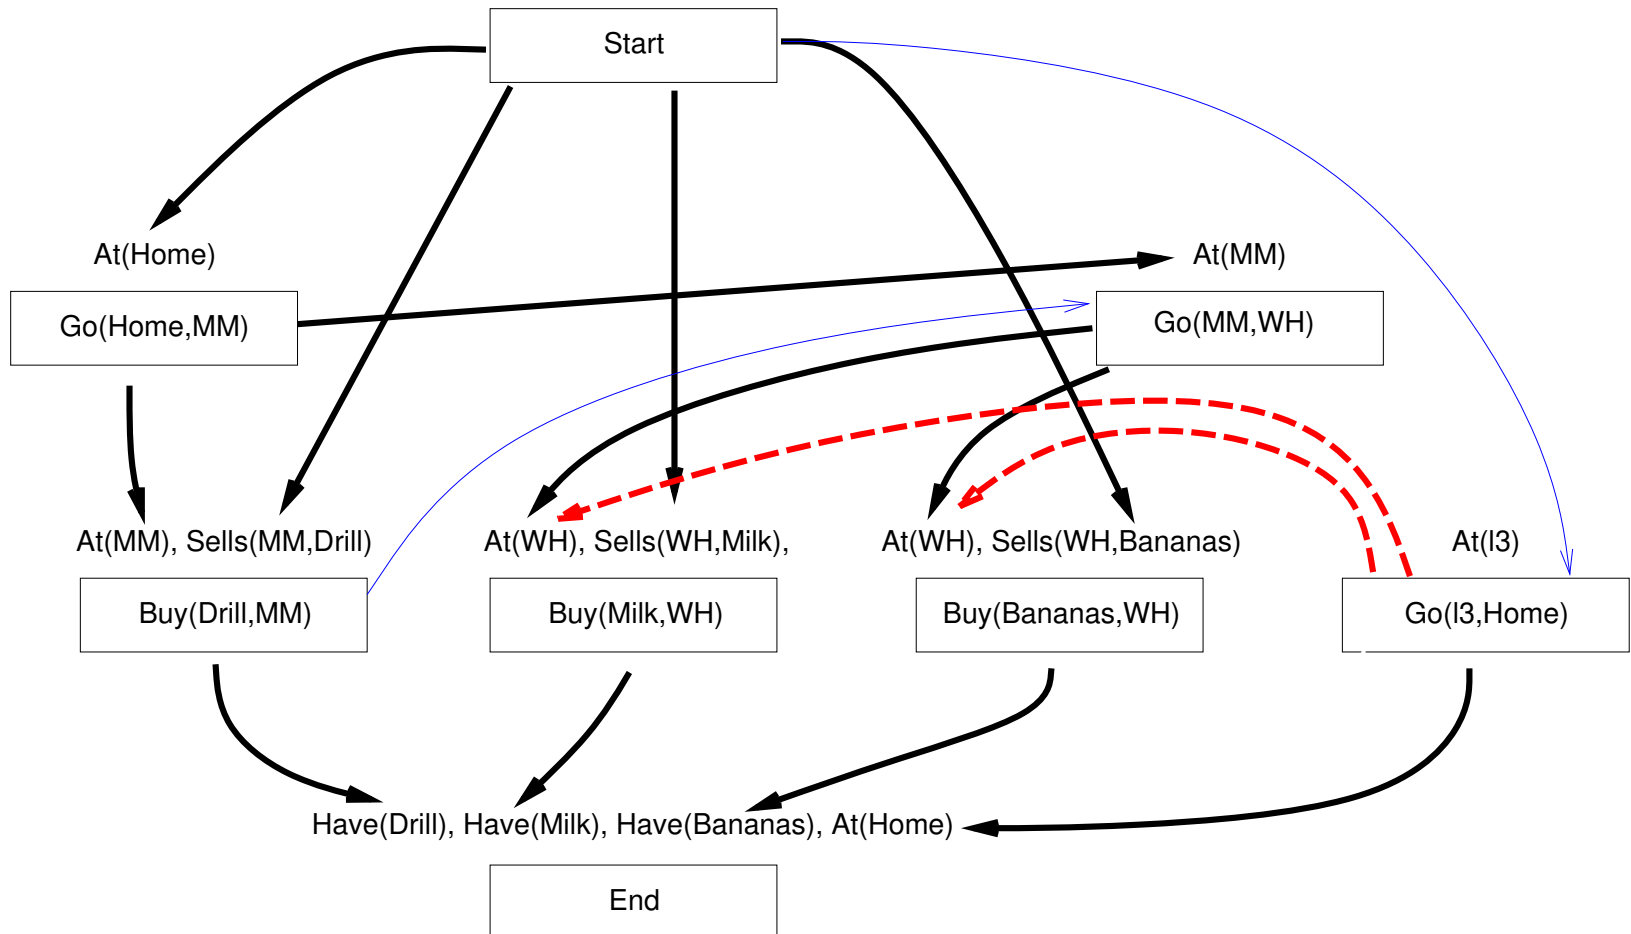 Start
At(Home)
At(MM)
Go(Home,MM)
Go(MM,WH)
At(MM), Sells(MM,Drill)
At(WH), Sells(WH,Milk),
At(WH), Sells(WH,Bananas)
At(l3)
Buy(Drill,MM)
Buy(Milk,WH)
Buy(Bananas,WH)
Go(l3,Home)
Have(Drill), Have(Milk), Have(Bananas), At(Home)
End